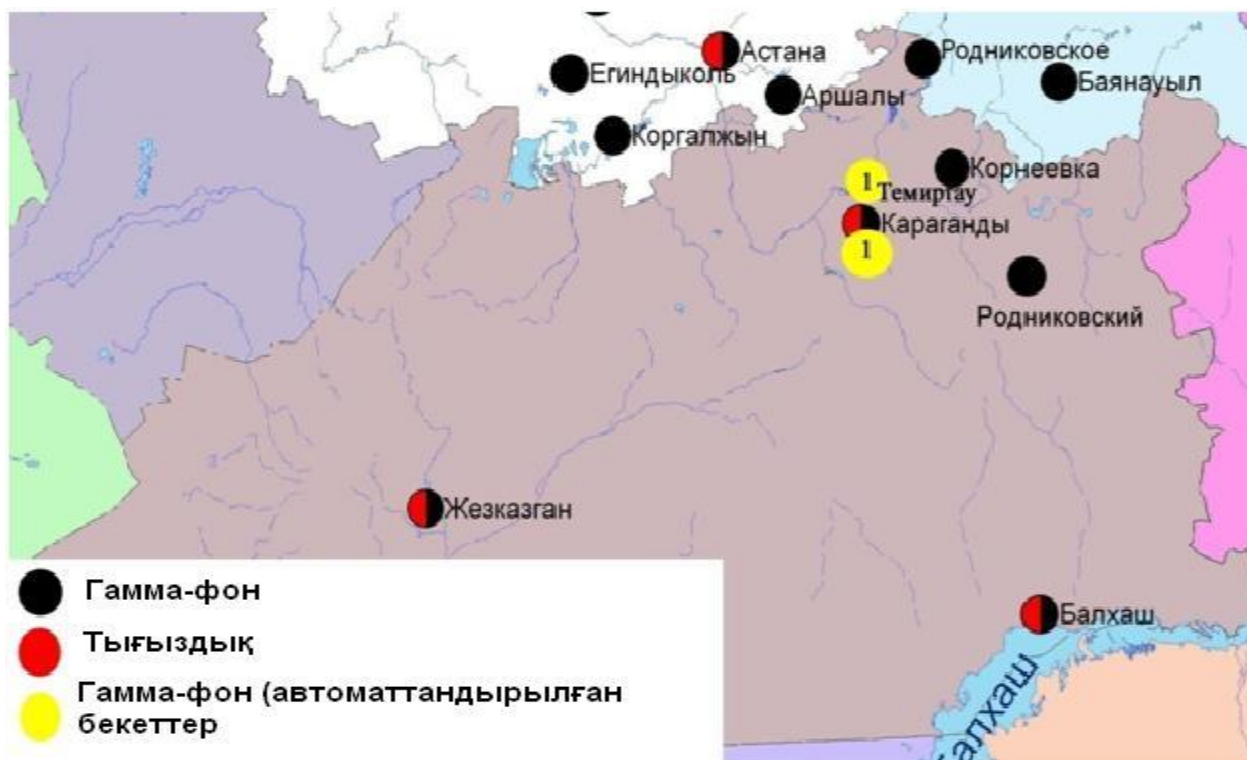 Астана
Родниковское
Егиндыколь
Баянауыл
Аршалы
Коргалжын
Корнеевка
1
Темиртау
Караганды
1
Родниковский
Жезказган
Балхаш
Балхаш
Гамма-фон
Тығыздық
Гамма-фон (автоматтандырылған
бекеттер